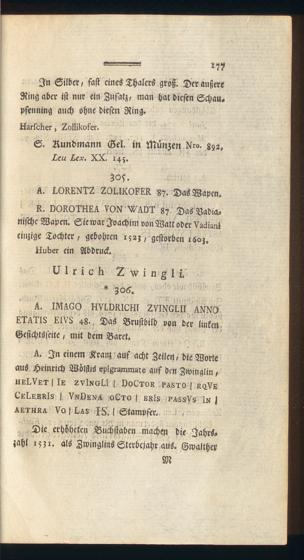 177
In Silber, fast eines Thalers groß. Der äußere
Ring aber ist nur ein Zusatz, man hat diesen Schau-
pfenning auch ohne diesen Ring.
Harscher, Zollikofer.
S. Kundmann Gel. in Münzen Nro. 892,
Leu Lex. XX. 145.
305.
A. LORENTZ ZOLIKOFER 87. Das Wapen.
R. DOROTHEA VON WADT 87. Das Vadia-
nische Wapen. Sie war Joachim von Watt oder Vadiani
einzige Tochter, gebohren 1523, gestorben 1603.
Huber ein Abdruck.
Ulrich Zwingli.
* 306.
A. IMAGO HVLDRICHI ZVINGLII ANNO
ETATIS EIVS 48. Das Brustbild von der linken
Gesichtsseite, mit dem Baret.
A. In einem Kranz auf acht Zeilen, die Worte
aus Heinrich Wölflis epigrammate auf den Zwinglin,
HELVET | IE ZVINGLI | DOCTOR PASTO | RQVE
CELEBRIS | VNDENA OCTO | BRIS PASSVS IN |
AETHRA VO | LAS IS. | Stampfer.
Die erhöheten Buchstaben machen die Jahrs-
zahl 1531. als Zwinglins Sterbejahr aus. Gwalther
M